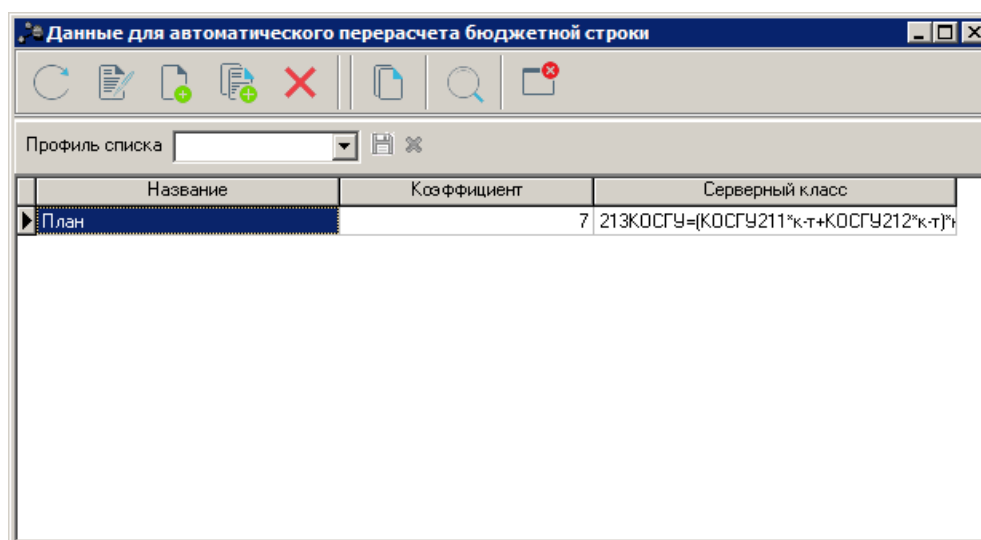 Данные для автоматического перерасчета бюджетной строки
Профиль списка
Название Коэффициент Серверный класс
План 7 213КОСГУ=(КОСГУ211*к-т+КОСГУ212*к-т)*